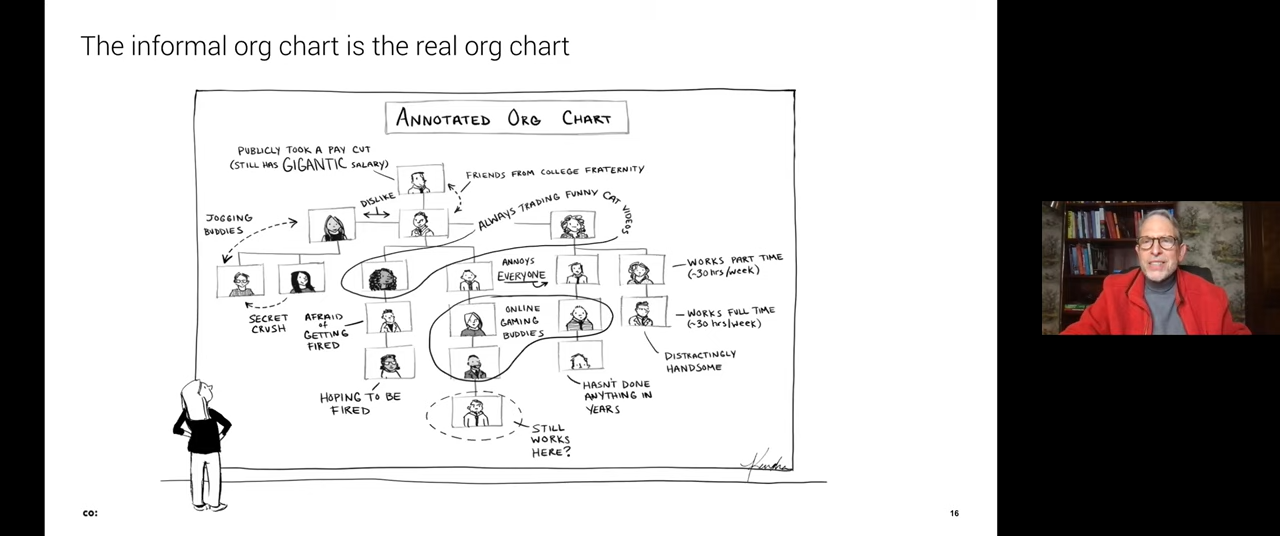 The informal org chart is the real org chart
ANNOTATED ORG CHART
PUBLICLY TOOK A PAY CUT
(STILL HAS GIGANTIC SALARY)
FRIENDS FROM COLLEGE FRATERNITY
DISLIKE
ALWAYS TRADING FUNNY CAT VIDEOS
JOGGING
BUDDIES
ANNOYS
EVERYONE
WORKS PART TIME
(~30 hrs/week)
SECRET
CRUSH
AFRAID
of
GETTING
FIRED
ONLINE
GAMING
BUDDIES
WORKS FULL TIME
(~30 hrs/week)
DISTRACTINGLY
HANDSOME
HOPING TO BE
FIRED
HASN'T DONE
ANYTHING IN
YEARS
STILL
WORKS
HERE?
Kendra
co:
16